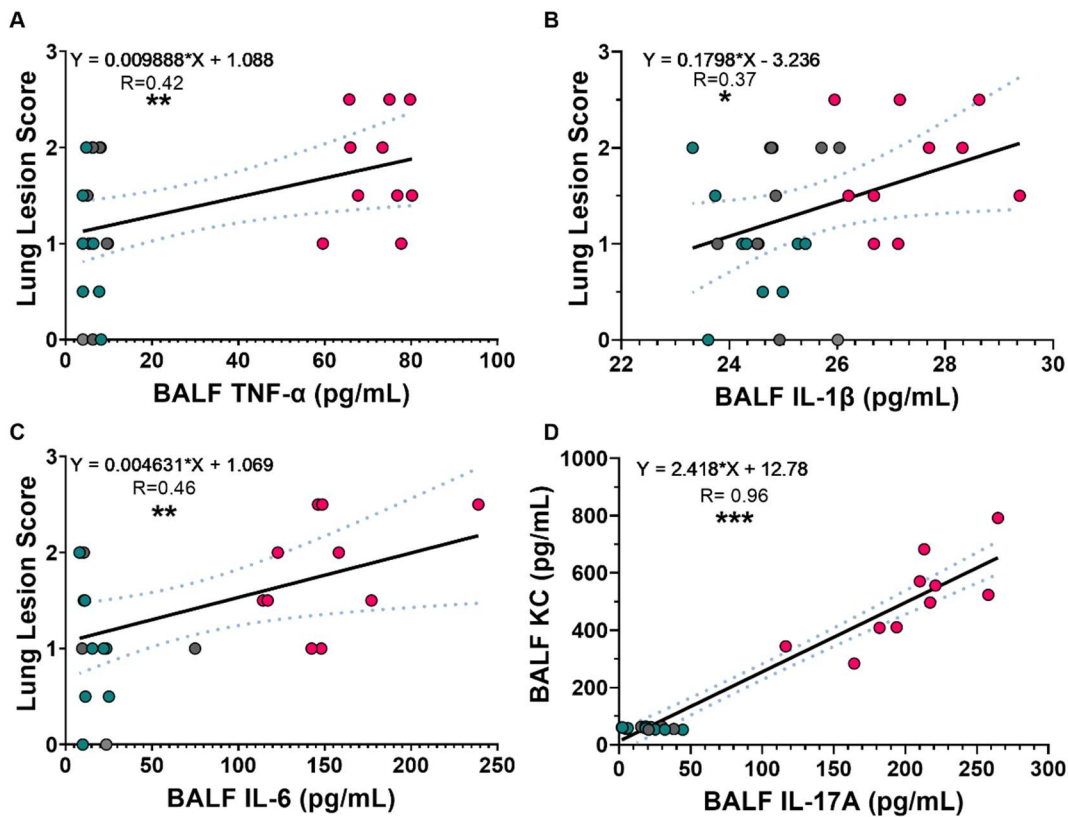 A
Y = 0.009888*X + 1.088
R=0.42
**
Lung Lesion Score
3
2
1
0
0 20 40 60 80 100
BALF TNF-α (pg/mL)
B
Y = 0.1798*X - 3.236
R=0.37
*
Lung Lesion Score
3
2
1
0
22 24 26 28 30
BALF IL-1β (pg/mL)
C
Y = 0.004631*X + 1.069
R=0.46
**
Lung Lesion Score
3
2
1
0
0 50 100 150 200 250
BALF IL-6 (pg/mL)
D
Y = 2.418*X + 12.78
R= 0.96
***
BALF KC (pg/mL)
1000
800
600
400
200
0
0 50 100 150 200 250 300
BALF IL-17A (pg/mL)